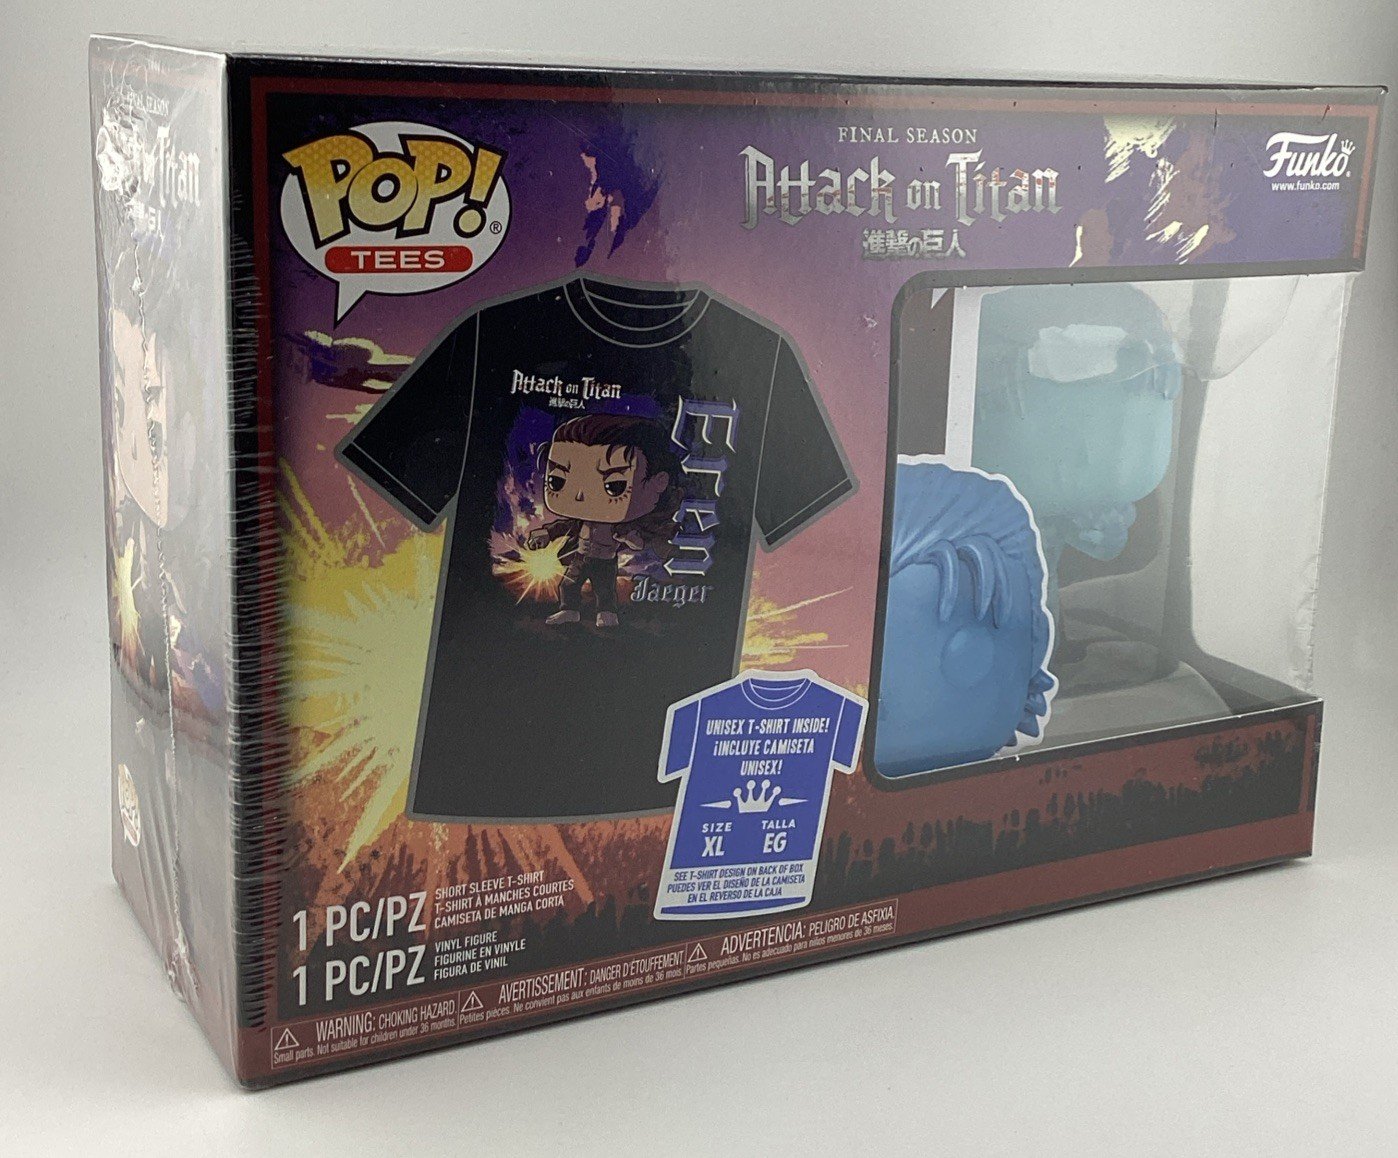 FINAL SEASON
Titan
POP!®
TEES
FINAL SEASON
Attack on Titan
進撃の巨人
Funko®
www.funko.com
Attack on Titan
進撃の巨人
Eren
Jaeger
UNISEX T-SHIRT INSIDE!
¡INCLUYE CAMISETA
UNISEX!
SIZE TALLA
XL EG
SEE T-SHIRT DESIGN ON BACK OF BOX
PUEDES VER EL DISEÑO DE LA CAMISETA
EN EL REVERSO DE LA CAJA
1 PC/PZ
SHORT SLEEVE T-SHIRT
T-SHIRT À MANCHES COURTES
CAMISETA DE MANGA CORTA
1 PC/PZ
VINYL FIGURE
FIGURINE EN VINYLE
FIGURA DE VINIL
WARNING: CHOKING HAZARD.
Small parts. Not suitable for children under 36 months.
AVERTISSEMENT: DANGER D'ÉTOUFFEMENT
Petites pièces. Ne convient pas aux enfants de moins de 36 mois.
ADVERTENCIA: PELIGRO DE ASFIXIA.
Partes pequeñas. No es adecuado para niños menores de 36 meses.